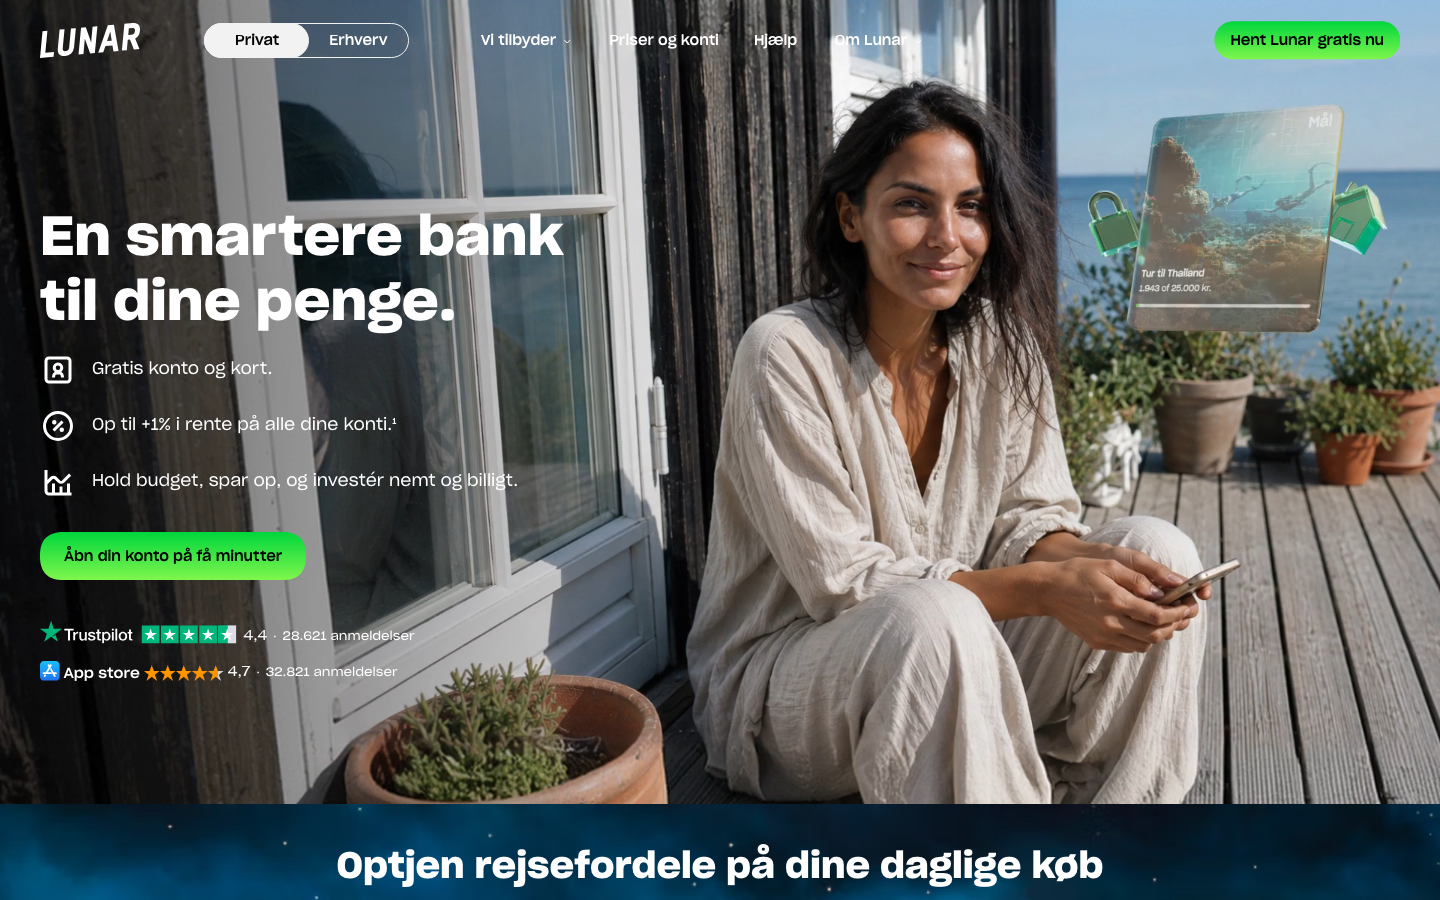 LUNAR
Privat
Erhverv
Vi tilbyder
Priser og konti
Hjælp
Om Lunar
Hent Lunar gratis nu
Mål
Tur til Thailand
1.943 of 25.000 kr.
En smartere bank
til dine penge.
Gratis konto og kort.
Op til +1% i rente på alle dine konti.¹
Hold budget, spar op, og investér nemt og billigt.
Åbn din konto på få minutter
Trustpilot 4,4 · 28.621 anmeldelser
App store 4,7 · 32.821 anmeldelser
Optjen rejsefordele på dine daglige køb